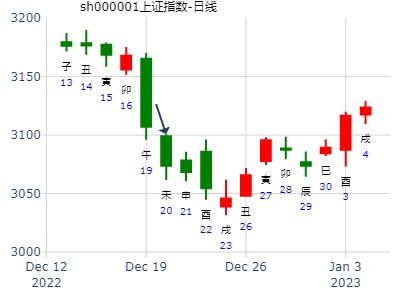 sh000001上证指数-日线
3200
3150
3100
3050
3000
子
13
丑
14
寅
15
卯
16
午
19
未
20
申
21
酉
22
戌
23
丑
26
寅
27
卯
28
辰
29
巳
30
酉
3
戌
4
Dec 12
2022
Dec 19
Dec 26
Jan 3
2023